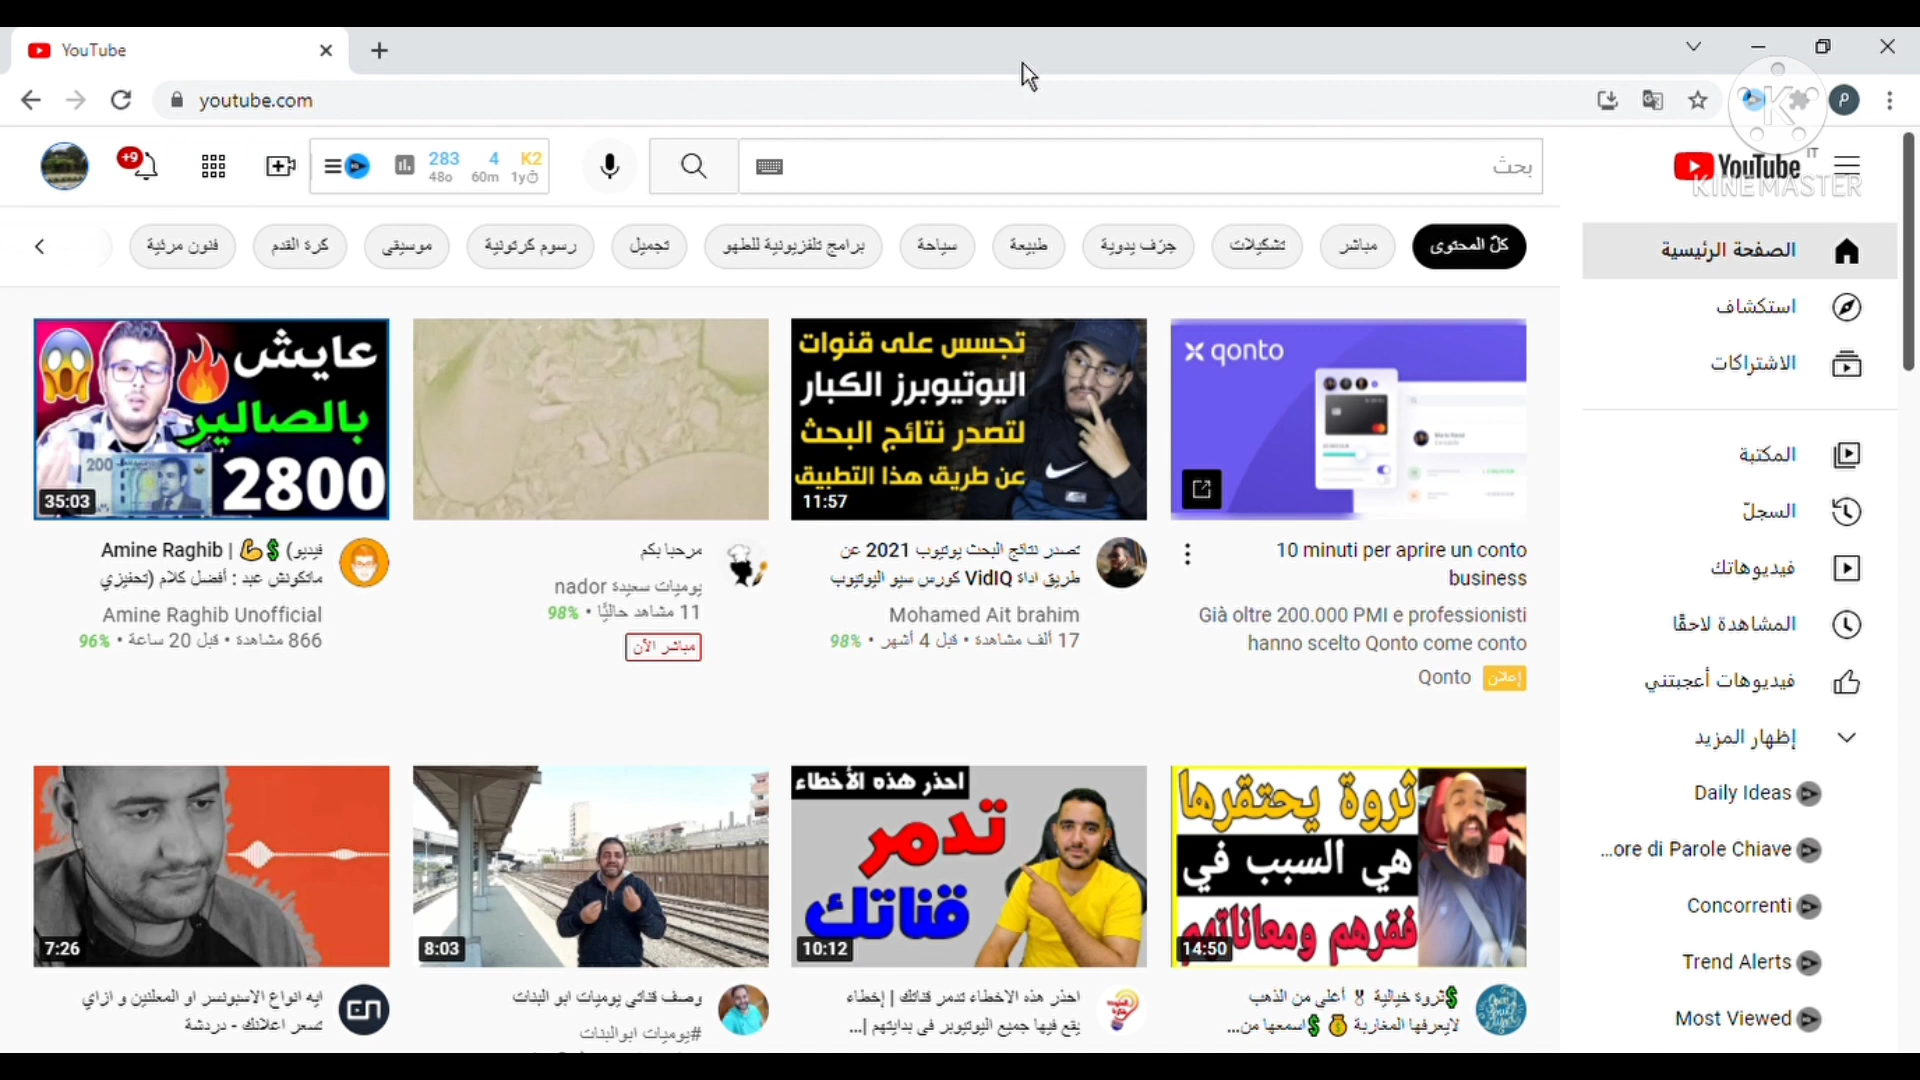 YouTube
youtube.com
+9
283
48o
4
60m
K2
1y
بحث
YouTube IT
KINEMASTER
كلّ المحتوى
مباشر
تشكيلات
حِرَف يدوية
طبيعة
سياحة
برامج تلفزيونية للطهو
تجميل
رسوم كرتونية
موسيقى
كرة القدم
فنون مرئية
الصفحة الرئيسية
استكشاف
الاشتراكات
المكتبة
السجلّ
فيديوهاتك
المشاهدة لاحقًا
فيديوهات أعجبتني
إظهار المزيد
Daily Ideas
...ore di Parole Chiave
Concorrenti
Trend Alerts
Most Viewed
qonto
10 minuti per aprire un conto
business
Già oltre 200.000 PMI e professionisti
hanno scelto Qonto come conto
إعلان Qonto
تجسس على قنوات
اليوتيوبرز الكبار
لتصدر نتائج البحث
عن طريق هذا التطبيق
11:57
تصدر نتائج البحث يوتيوب 2021 عن
طريق اداة VidIQ كورس سيو اليوتيوب
Mohamed Ait brahim
17 ألف مشاهدة • قبل 4 أشهر • 98%
مرحبا بكم
يوميات سعيدة nador
11 مشاهد حاليًا • 98%
مباشر الأن
عايش
بالصالير
2800
200
35:03
Amine Raghib | 💪💲 (فيديو
ماتكونش عبد : أفضل كلام (تحفيزي
Amine Raghib Unofficial
866 مشاهدة • قبل 20 ساعة • 96%
ثروة يحتقرها
هي السبب في
فقرهم ومعاناتهم
14:50
💲ثروة خيالية 🎖 أغلى من الذهب
لايعرفها المغاربة 💰💲اسمعها من...
احذر هذه الأخطاء
تدمر
قناتك
10:12
احذر هذه الاخطاء تدمر قناتك | إخطاء
يقع فيها جميع اليوتيوبر فى بدايتهم |...
8:03
وصف قناتي يوميات ابو البنات
#يوميات ابوالبنات
7:26
ايه انواع الاسبونسر او المعلنين و ازاي
تسعر اعلانك - دردشة